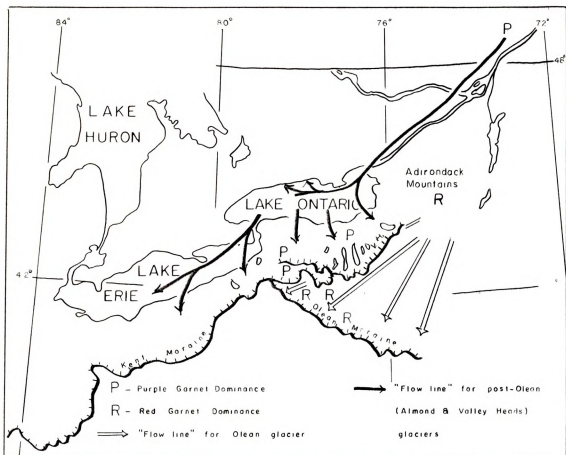 84°
80°
76°
72°
P
48°
LAKE
HURON
Adirondack
Mountains
R
LAKE ONTARIO
P
P
P
42°
LAKE
ERIE
R R
R
Olean Moraine
Kent Moraine
P - Purple Garnet Dominance
R - Red Garnet Dominance
"Flow line" for Olean glacier
"Flow line" for post-Olean
(Almond & Valley Heads)
glaciers